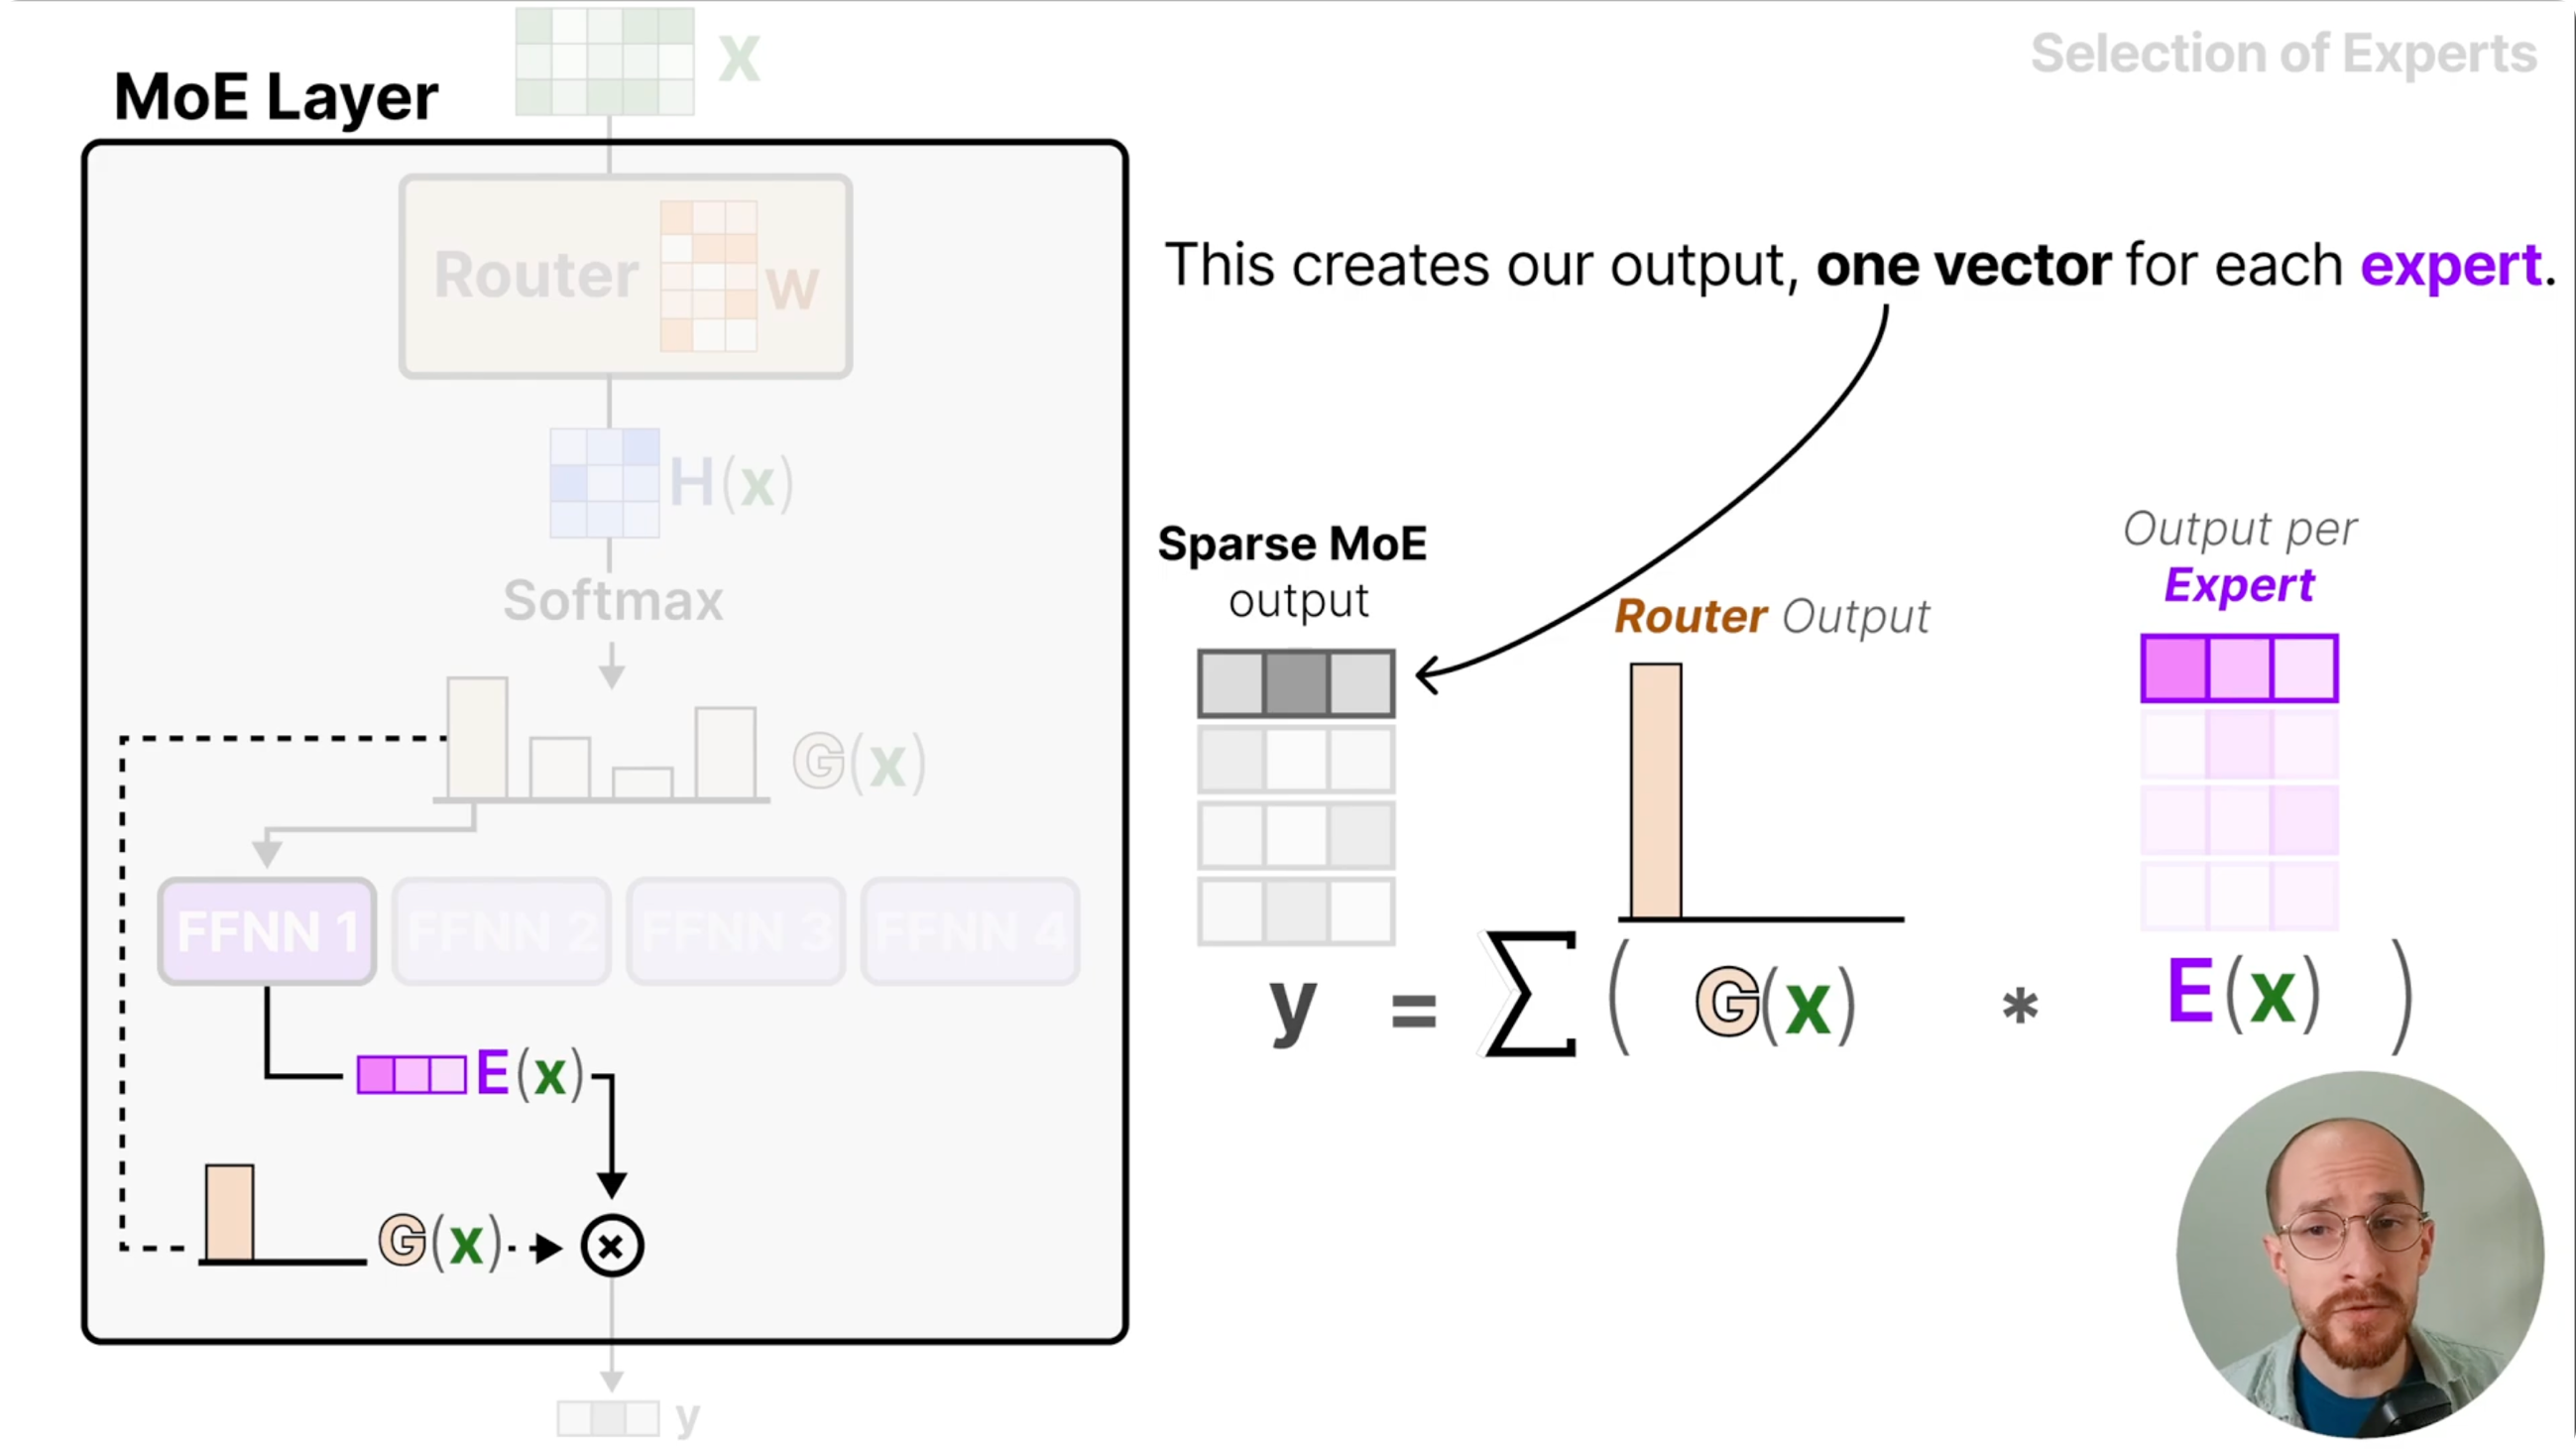 Selection of Experts
MoE Layer
X
Router
W
H(x)
Softmax
G(x)
FFNN 1
FFNN 2
FFNN 3
FFNN 4
E(x)
G(x)
×
y
This creates our output, one vector for each expert.
Sparse MoE
output
Router Output
Output per
Expert
y = ∑ ( G(x) * E(x) )